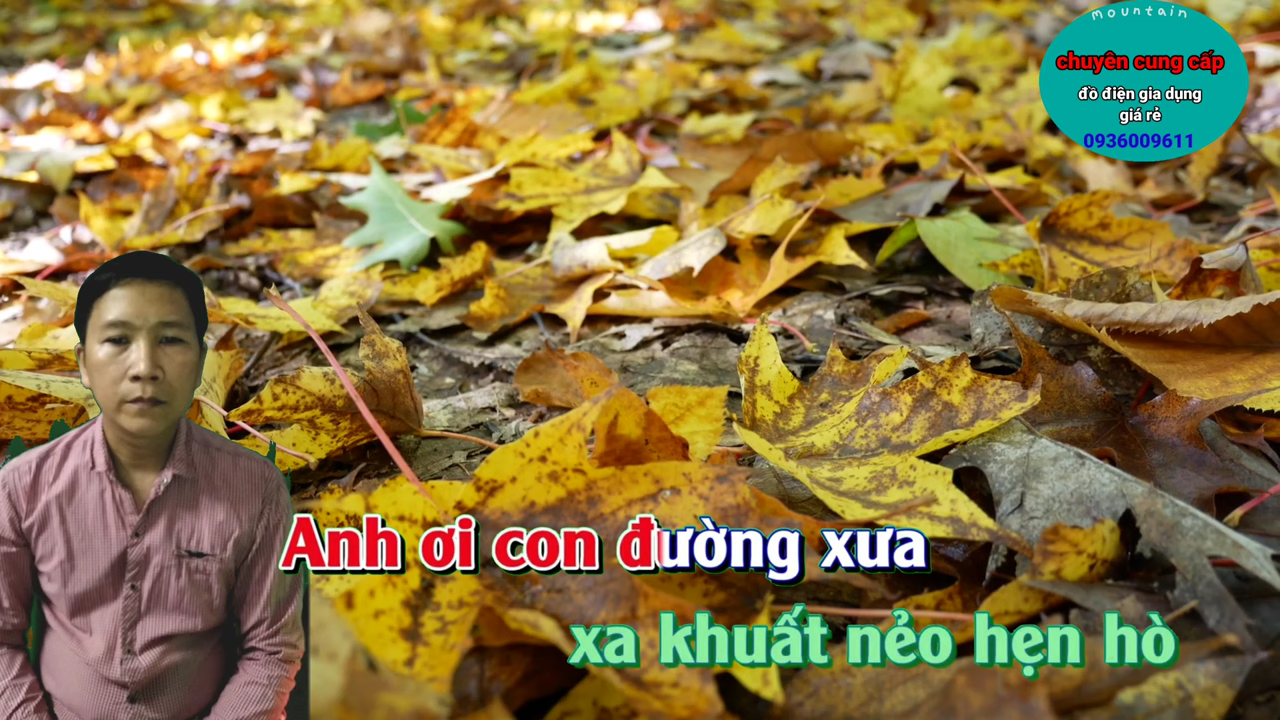 mountain
chuyên cung cấp
đồ điện gia dụng
giá rẻ
0936009611
Anh ơi con đường xưa
xa khuất nẻo hẹn hò